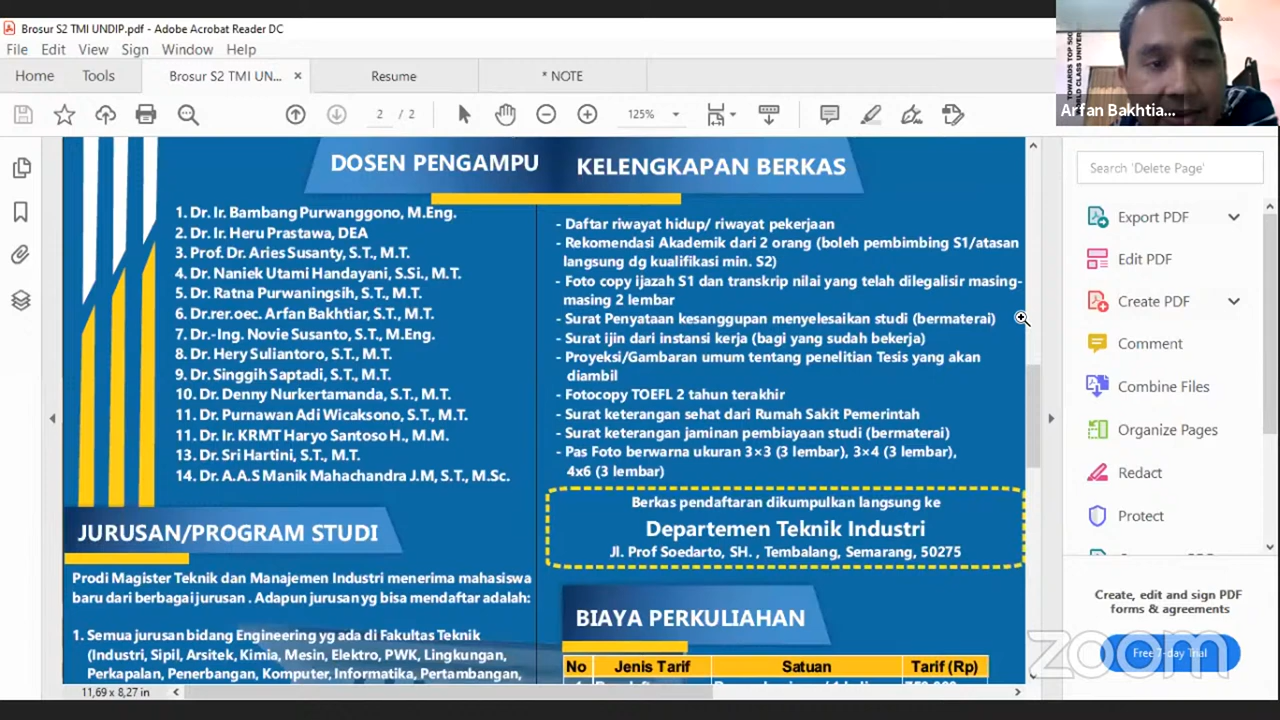 Brosur S2 TMI UNDIP.pdf - Adobe Acrobat Reader DC
File Edit View Sign Window Help
Home Tools Brosur S2 TMI UN... × Resume * NOTE
2 / 2 125%
Arfan Bakhtia...
Search 'Delete Page'
Export PDF
Edit PDF
Create PDF
Comment
Combine Files
Organize Pages
Redact
Protect
Create, edit and sign PDF
forms & agreements
Free 7-day Trial
zoom
DOSEN PENGAMPU
1. Dr. Ir. Bambang Purwanggono, M.Eng.
2. Dr. Ir. Heru Prastawa, DEA
3. Prof. Dr. Aries Susanty, S.T., M.T.
4. Dr. Naniek Utami Handayani, S.Si., M.T.
5. Dr. Ratna Purwaningsih, S.T., M.T.
6. Dr.rer.oec. Arfan Bakhtiar, S.T., M.T.
7. Dr.-Ing. Novie Susanto, S.T., M.Eng.
8. Dr. Hery Suliantoro, S.T., M.T.
9. Dr. Singgih Saptadi, S.T., M.T.
10. Dr. Denny Nurkertamanda, S.T., M.T.
11. Dr. Purnawan Adi Wicaksono, S.T., M.T.
11. Dr. Ir. KRMT Haryo Santoso H., M.M.
13. Dr. Sri Hartini, S.T., M.T.
14. Dr. A.A.S Manik Mahachandra J.M, S.T., M.Sc.
JURUSAN/PROGRAM STUDI
Prodi Magister Teknik dan Manajemen Industri menerima mahasiswa
baru dari berbagai jurusan . Adapun jurusan yg bisa mendaftar adalah:
1. Semua jurusan bidang Engineering yg ada di Fakultas Teknik
(Industri, Sipil, Arsitek, Kimia, Mesin, Elektro, PWK, Lingkungan,
Perkapalan, Penerbangan, Komputer, Informatika, Pertambangan,
KELENGKAPAN BERKAS
- Daftar riwayat hidup/ riwayat pekerjaan
- Rekomendasi Akademik dari 2 orang (boleh pembimbing S1/atasan
langsung dg kualifikasi min. S2)
- Foto copy ijazah S1 dan transkrip nilai yang telah dilegalisir masing-
masing 2 lembar
- Surat Penyataan kesanggupan menyelesaikan studi (bermaterai)
- Surat ijin dari instansi kerja (bagi yang sudah bekerja)
- Proyeksi/Gambaran umum tentang penelitian Tesis yang akan
diambil
- Fotocopy TOEFL 2 tahun terakhir
- Surat keterangan sehat dari Rumah Sakit Pemerintah
- Surat keterangan jaminan pembiayaan studi (bermaterai)
- Pas Foto berwarna ukuran 3×3 (3 lembar), 3×4 (3 lembar),
4x6 (3 lembar)
Berkas pendaftaran dikumpulkan langsung ke
Departemen Teknik Industri
Jl. Prof Soedarto, SH. , Tembalang, Semarang, 50275
BIAYA PERKULIAHAN
No Jenis Tarif Satuan Tarif (Rp)
11,69 x 8,27 in